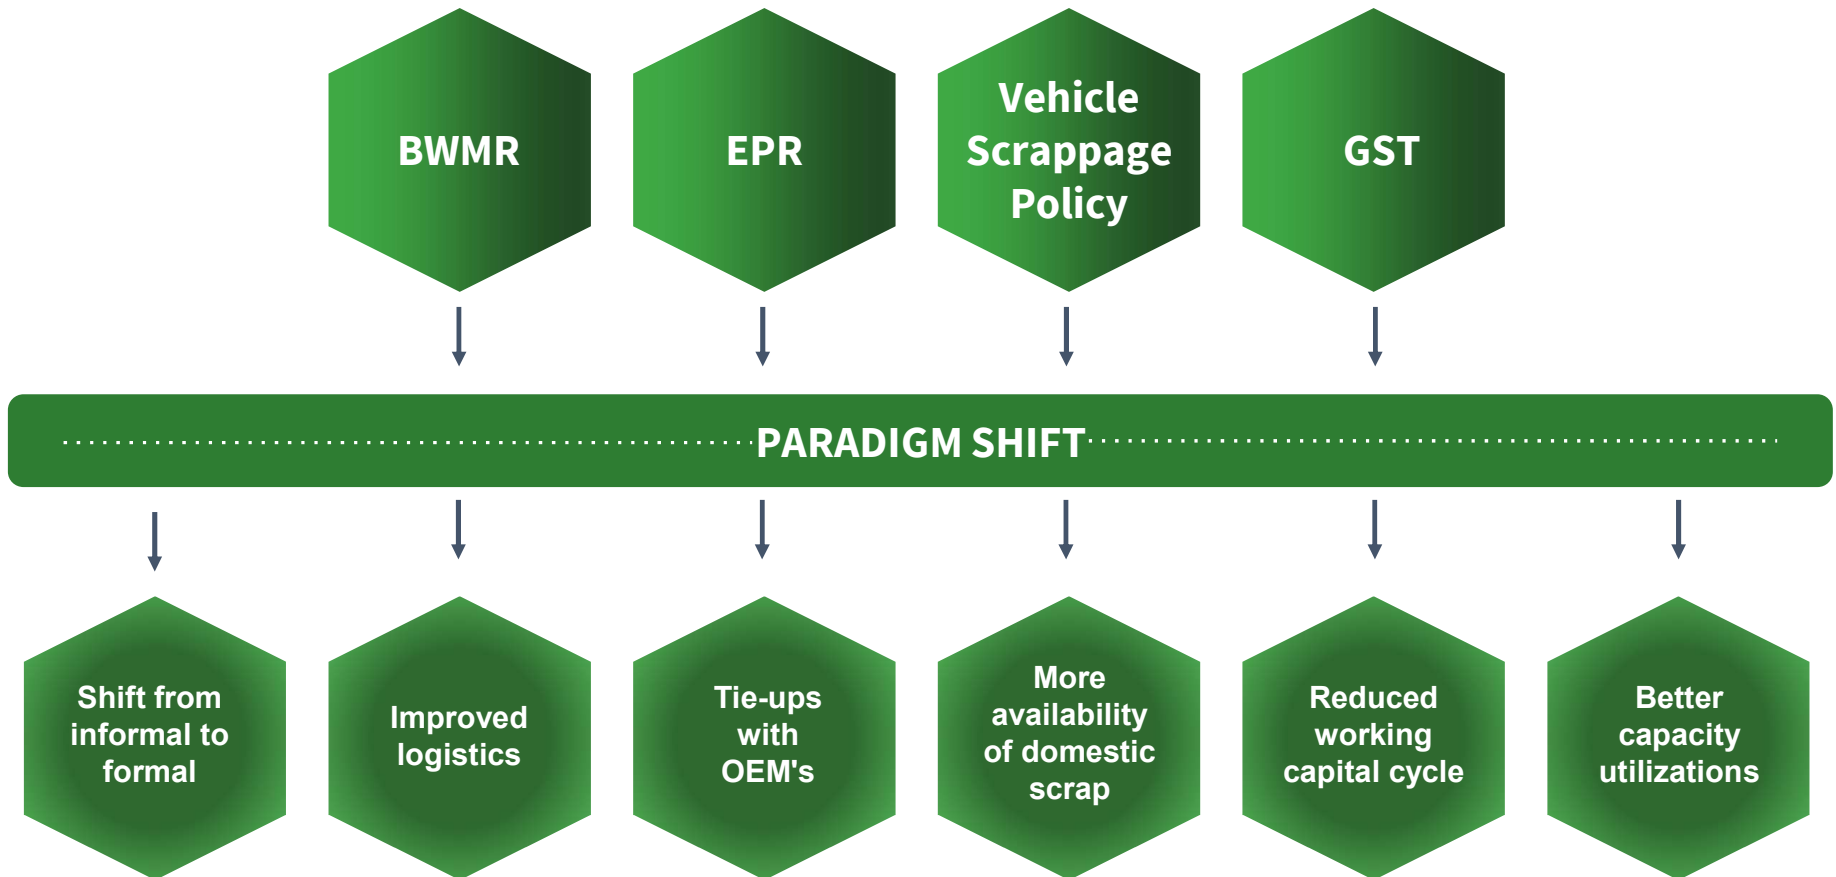 BWMR
EPR
Vehicle
Scrappage
Policy
GST
PARADIGM SHIFT
Shift from
informal to
formal
Improved
logistics
Tie-ups
with
OEM's
More
availability
of domestic
scrap
Reduced
working
capital cycle
Better
capacity
utilizations